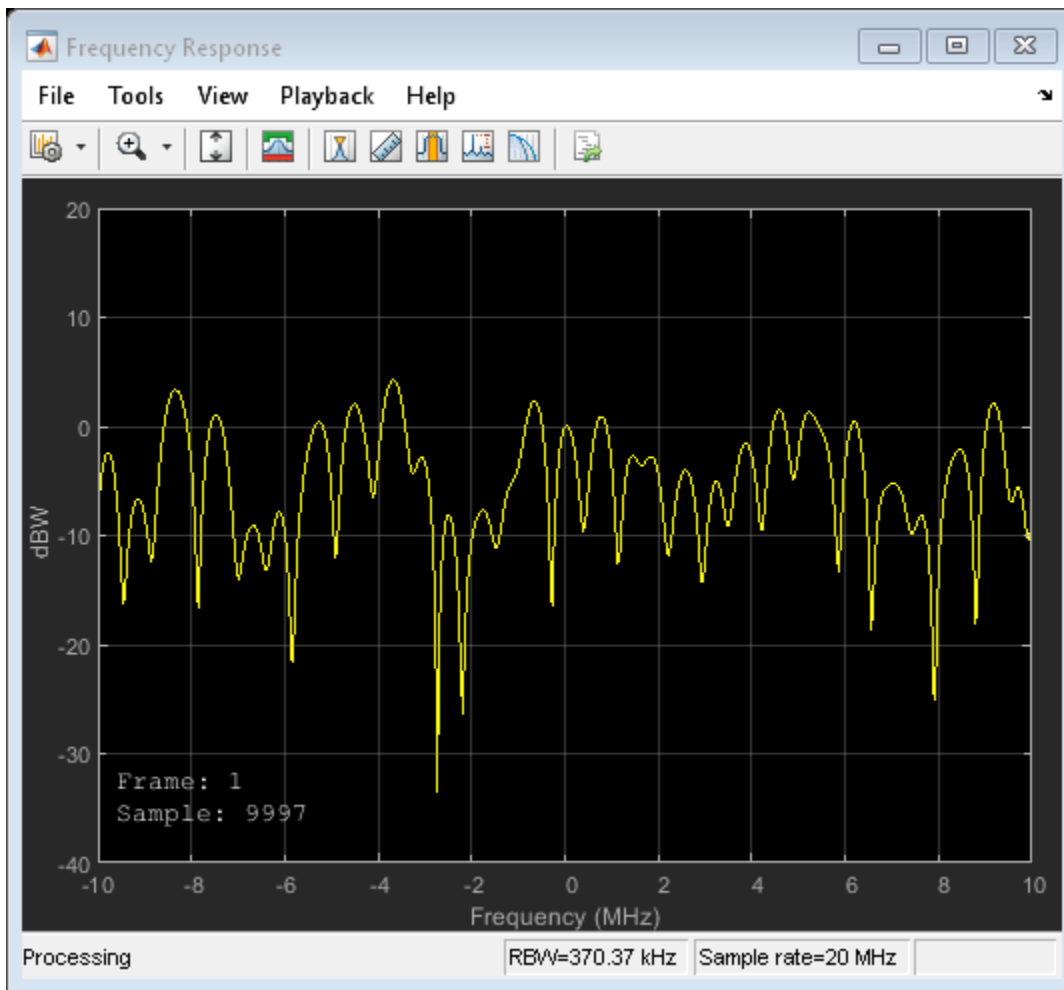 Frequency Response
File Tools View Playback Help
20
10
0
-10
-20
-30
-40
dBW
Frame: 1
Sample: 9997
-10 -8 -6 -4 -2 0 2 4 6 8 10
Frequency (MHz)
Processing RBW=370.37 kHz Sample rate=20 MHz